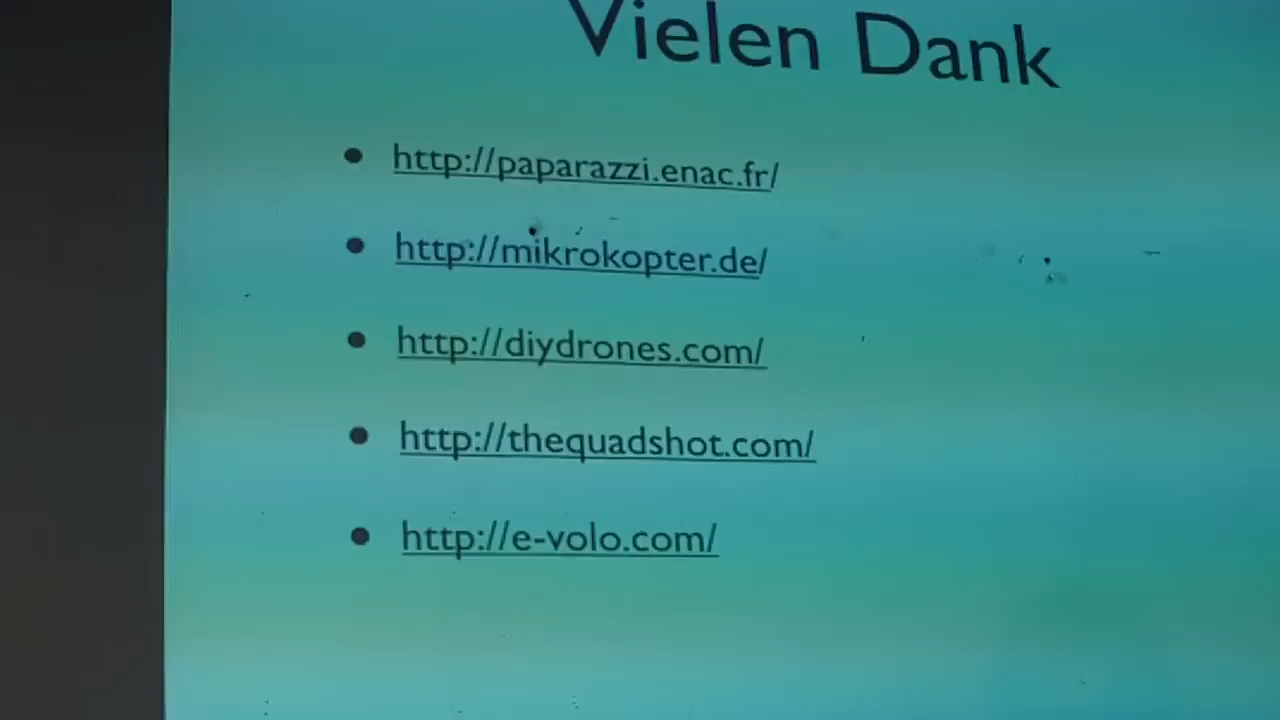 Vielen Dank
http://paparazzi.enac.fr/
http://mikrokopter.de/
http://diydrones.com/
http://thequadshot.com/
http://e-volo.com/